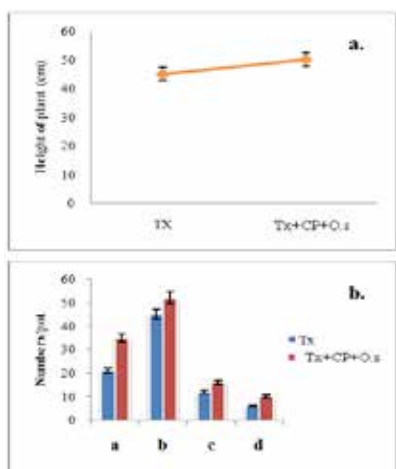 a.
60
50
40
30
20
10
0
Height of plant (cm)
TX
Tx+CP+O.s
b.
60
50
40
30
20
10
0
Numbers/pot
a b c d
Tx
Tx+CP+O.s